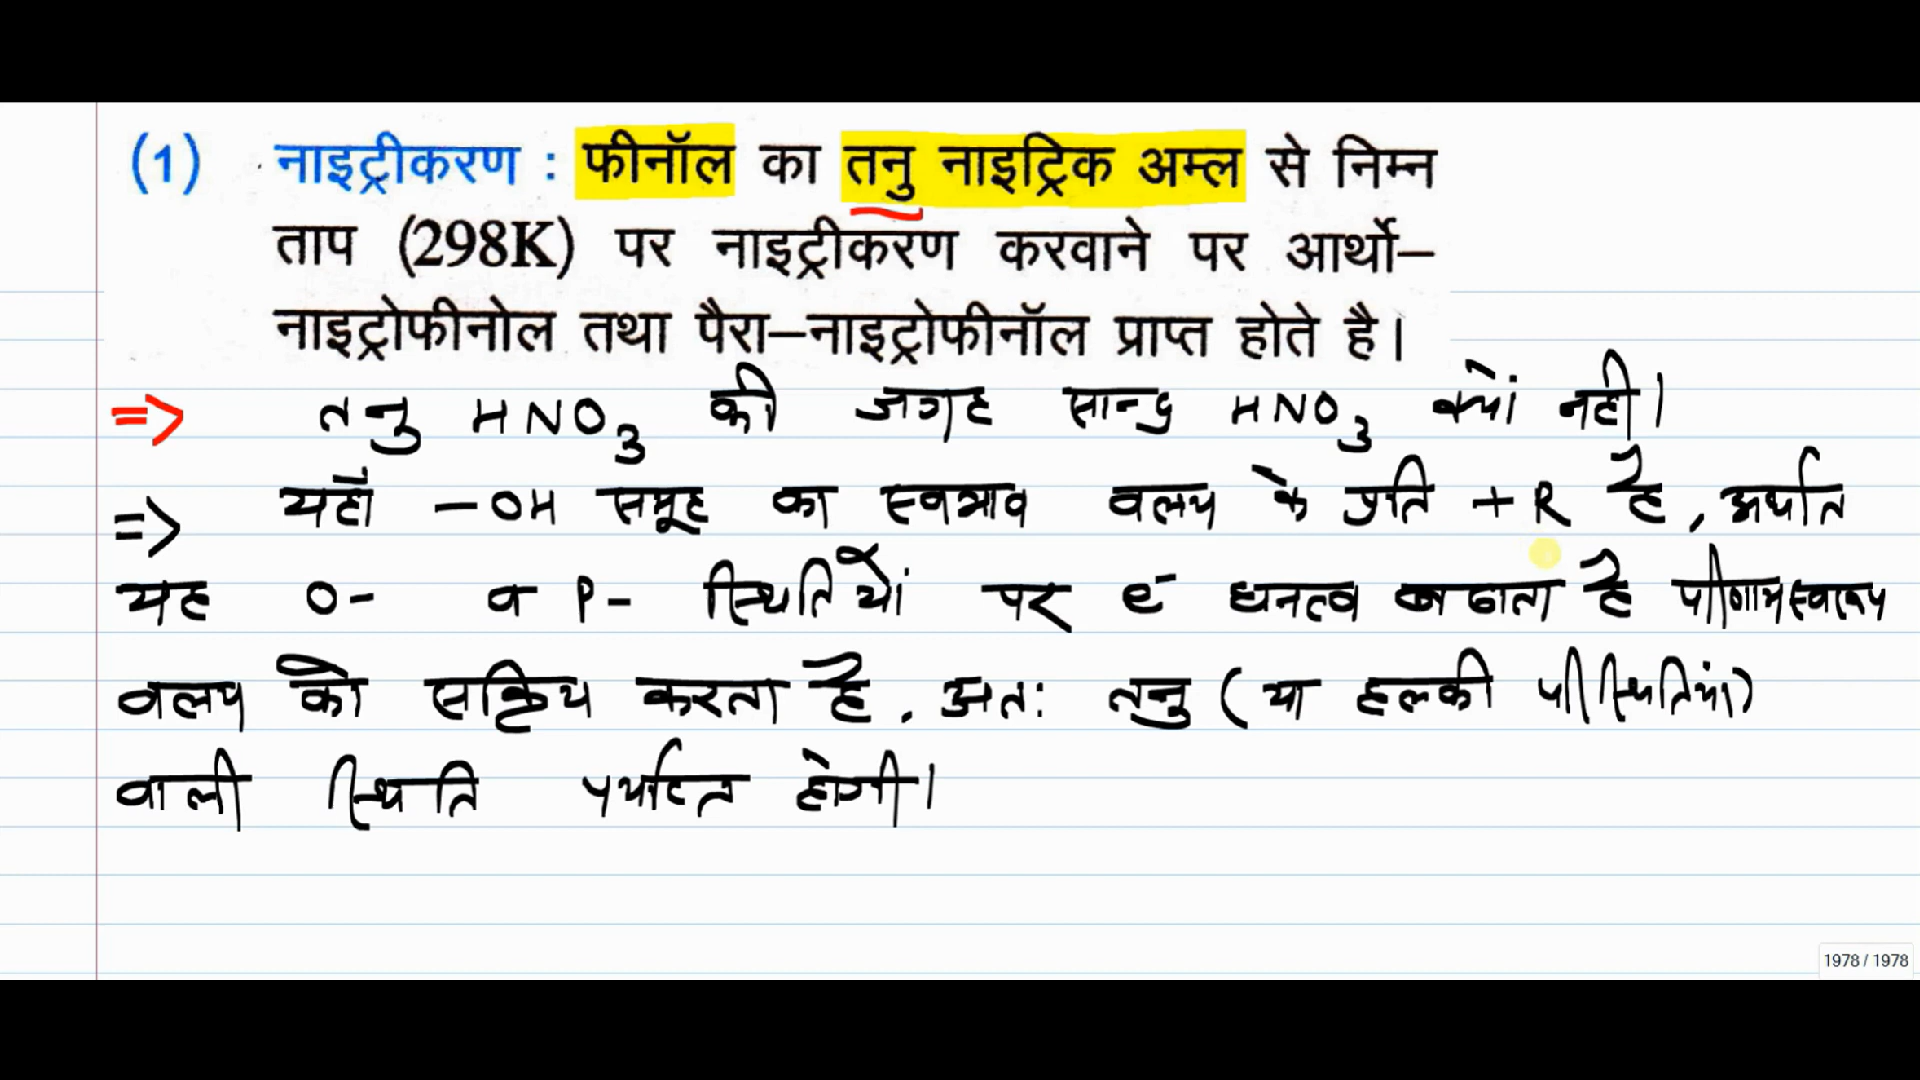 (1) नाइट्रीकरण : फीनॉल का तनु नाइट्रिक अम्ल से निम्न
ताप (298K) पर नाइट्रीकरण करवाने पर आर्थो–
नाइट्रोफीनोल तथा पैरा–नाइट्रोफीनॉल प्राप्त होते है।
=> तनु HNO3 की जगह सान्द्र HNO3 क्यों नही।
=> यहाँ -OH समूह का स्वभाव वलय के प्रति +R है, अर्थात
यह O- व P- स्थितियों पर e- घनत्व बढाता है परिणामस्वरूप
वलय को सक्रिय करता है. अतः तनु (या हलकी परिस्थितियां)
वाली स्थिति पर्याप्त होगी।
1978 / 1978